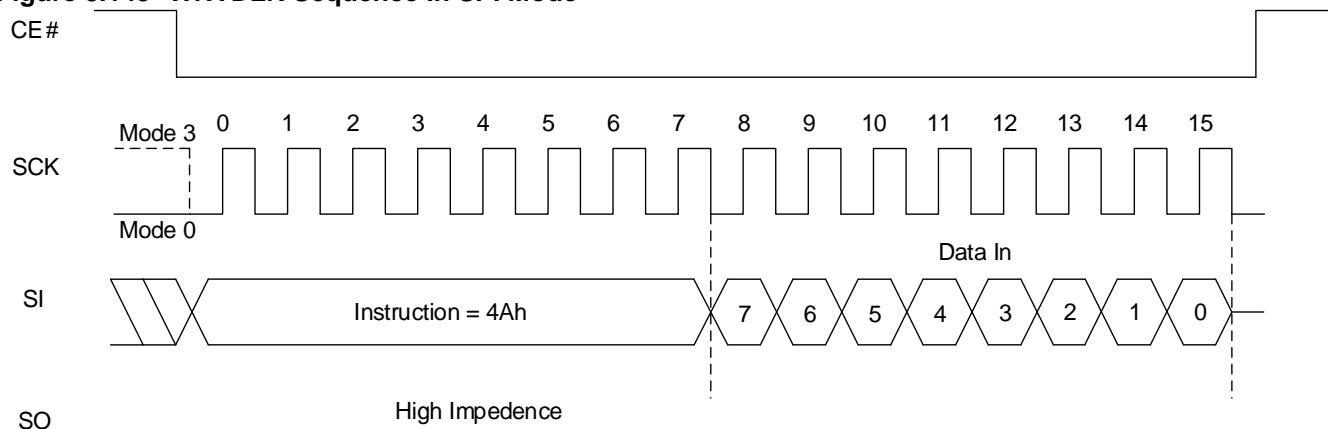 CE#
0 1 2 3 4 5 6 7 8 9 10 11 12 13 14 15
Mode 3
SCK
Mode 0
Data In
SI
Instruction = 4Ah
7 6 5 4 3 2 1 0
High Impedence
SO